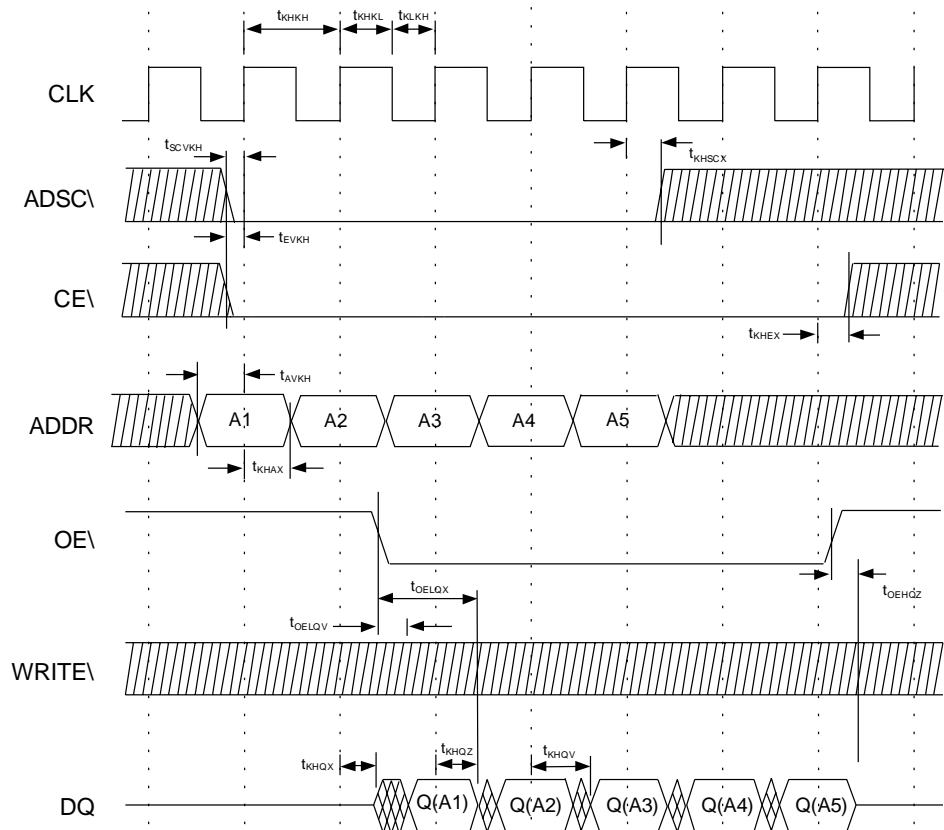 tKHKH tKHKL tKLKH
CLK
tSCVKH
tKHSCX
ADSC\
tEVKH
CE\
tKHEX
tAVKH
ADDR A1 A2 A3 A4 A5
tKHAX
OE\
tOELQX
tOEHQZ
tOELQV
WRITE\
tKHQX tKHQZ tKHQV
DQ Q(A1) Q(A2) Q(A3) Q(A4) Q(A5)